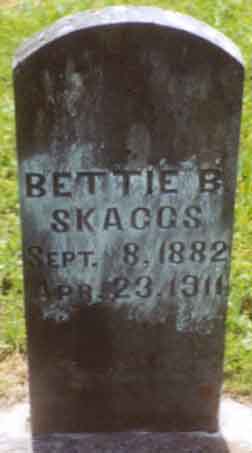 BETTIE B.
SKAGGS
SEPT. 8, 1882
APR. 23, 1911